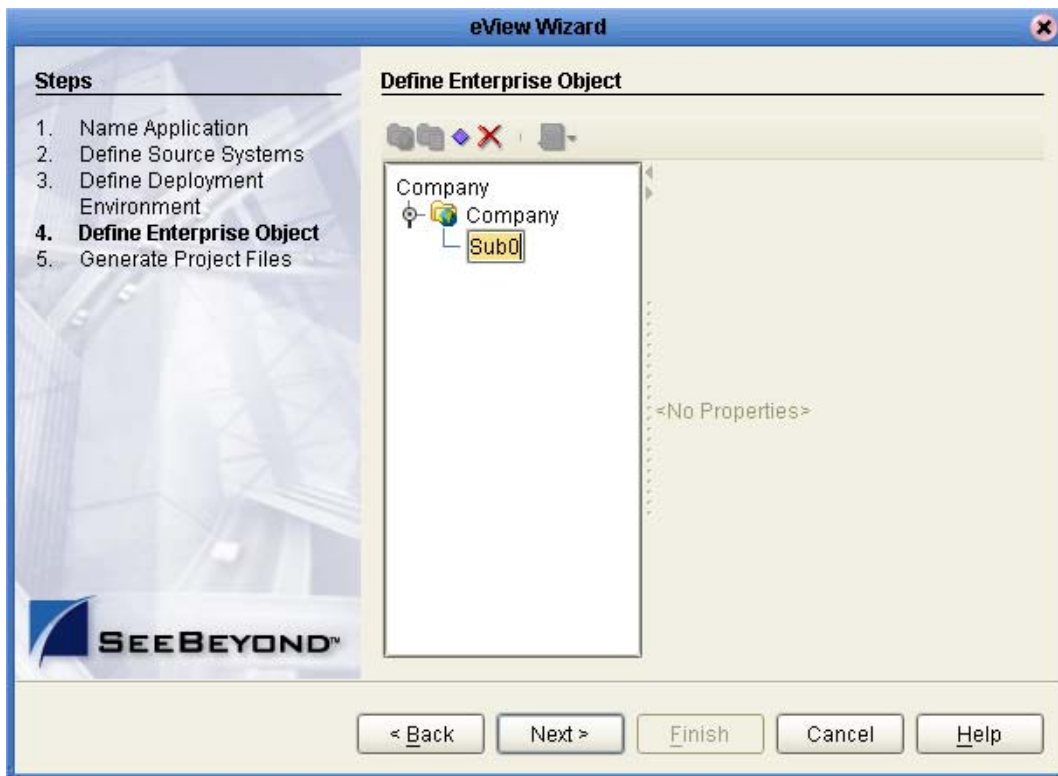 eView Wizard
Steps
1. Name Application
2. Define Source Systems
3. Define Deployment
Environment
4. Define Enterprise Object
5. Generate Project Files
SEEBEYOND™
Define Enterprise Object
Company
Company
Sub0
<No Properties>
< Back
Next >
Finish
Cancel
Help